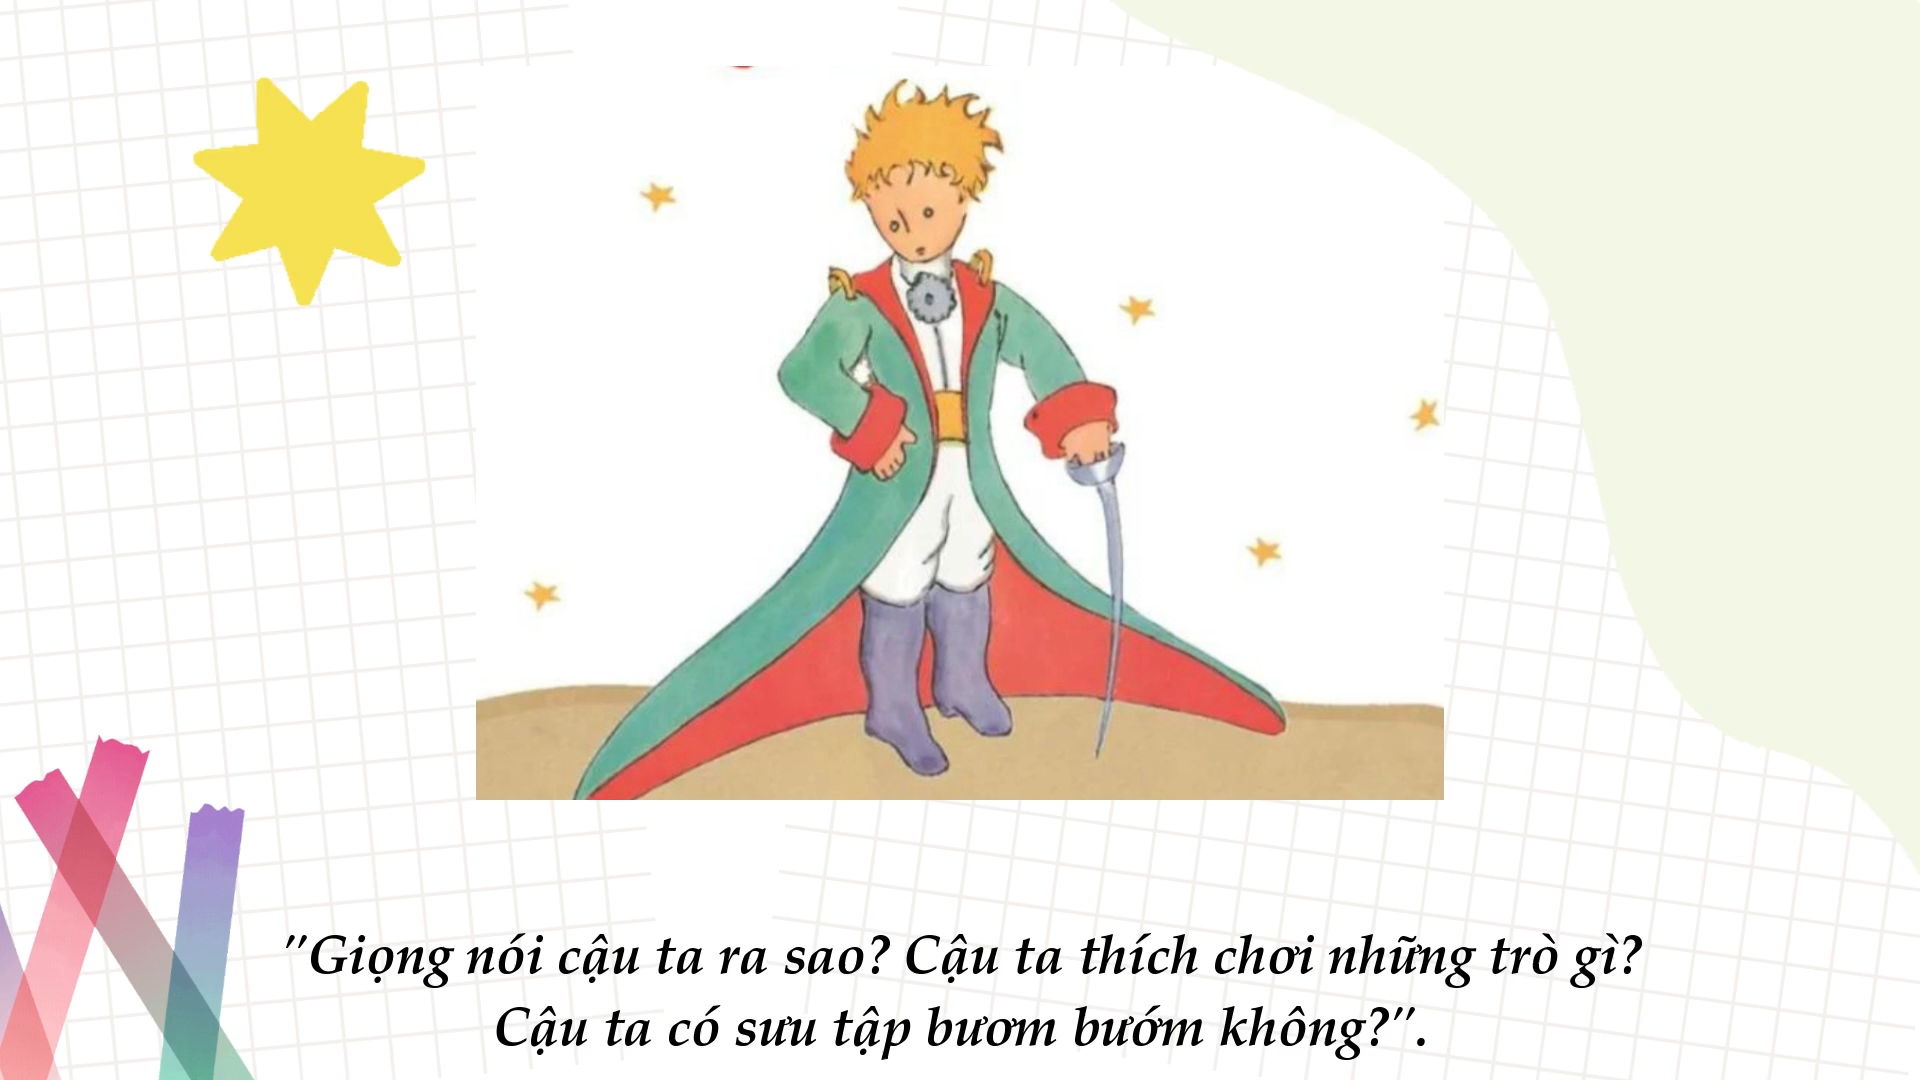 "Giọng nói cậu ta ra sao? Cậu ta thích chơi những trò gì?
Cậu ta có sưu tập bươm bướm không?".